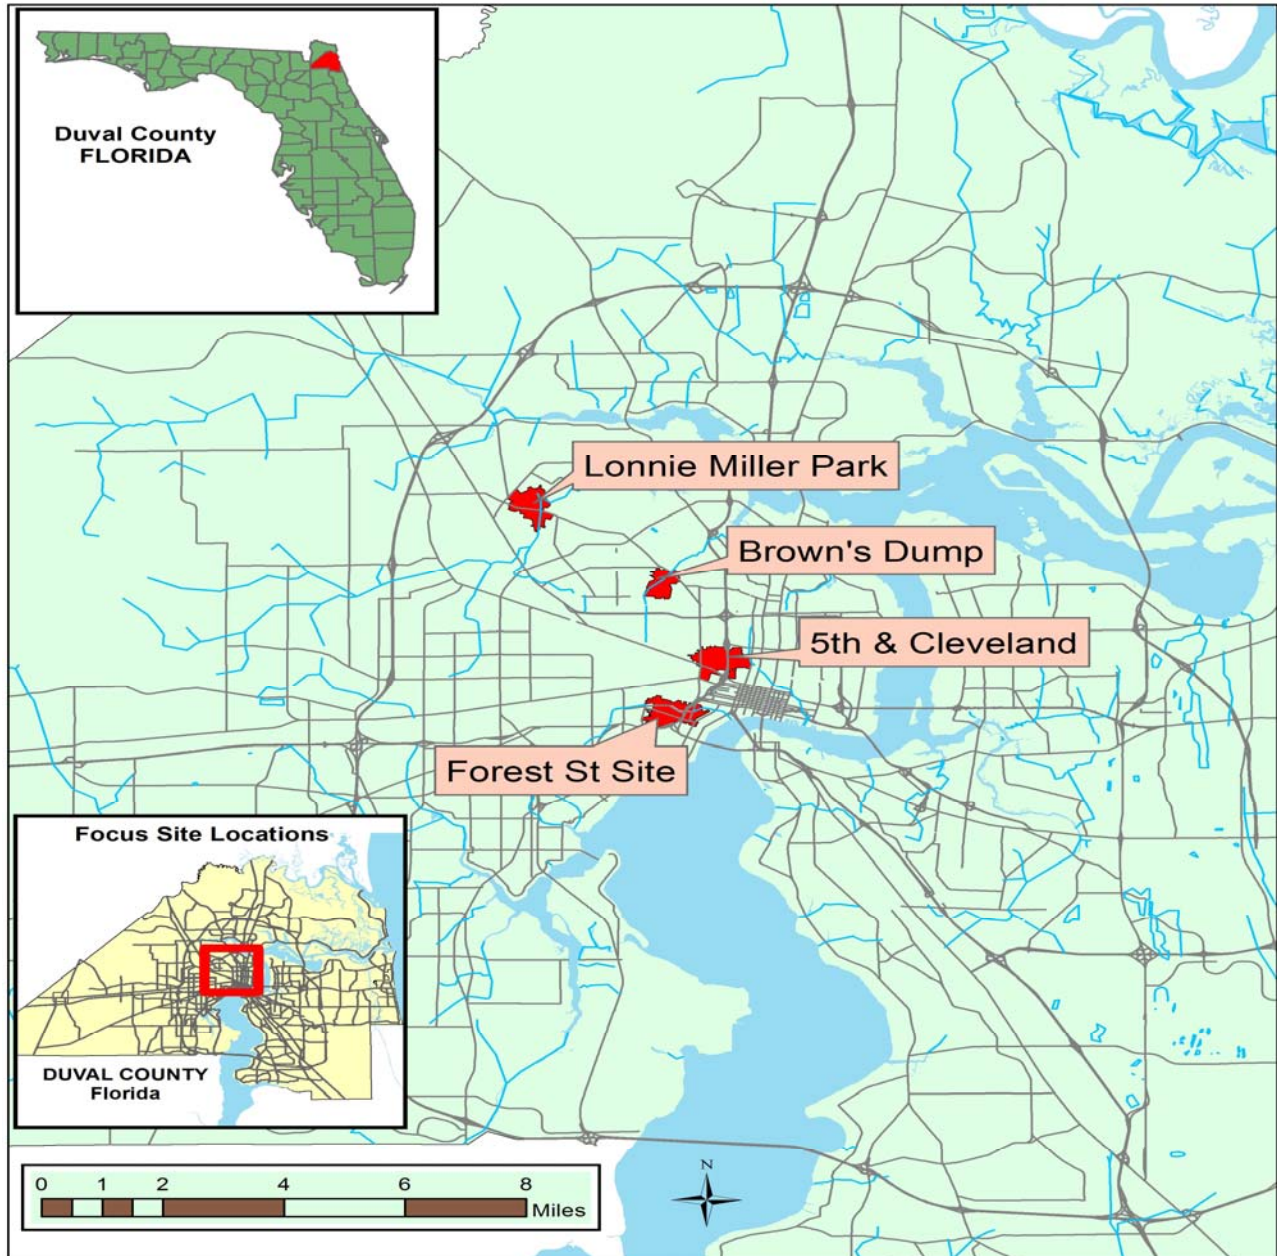 Duval County
FLORIDA
Lonnie Miller Park
Brown's Dump
5th & Cleveland
Forest St Site
Focus Site Locations
DUVAL COUNTY
Florida
0 1 2 4 6 8
Miles
N